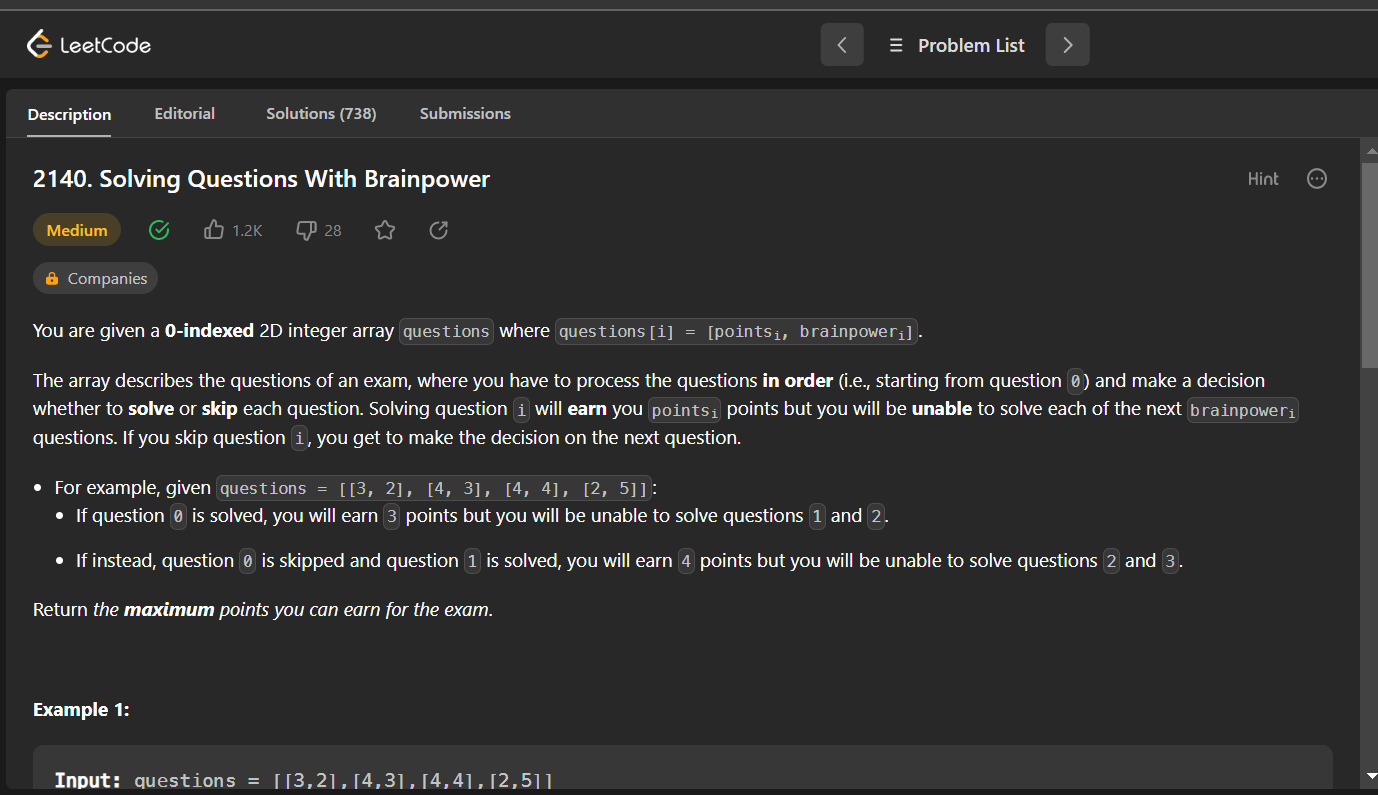 LeetCode
Problem List
Description Editorial Solutions (738) Submissions
2140. Solving Questions With Brainpower
Hint
Medium 1.2K 28
Companies
You are given a 0-indexed 2D integer array questions where questions[i] = [pointsi, brainpoweri].
The array describes the questions of an exam, where you have to process the questions in order (i.e., starting from question 0) and make a decision
whether to solve or skip each question. Solving question i will earn you pointsi points but you will be unable to solve each of the next brainpoweri
questions. If you skip question i, you get to make the decision on the next question.
• For example, given questions = [[3, 2], [4, 3], [4, 4], [2, 5]]:
• If question 0 is solved, you will earn 3 points but you will be unable to solve questions 1 and 2.
• If instead, question 0 is skipped and question 1 is solved, you will earn 4 points but you will be unable to solve questions 2 and 3.
Return the maximum points you can earn for the exam.
Example 1:
Input: questions = [[3,2],[4,3],[4,4],[2,5]]